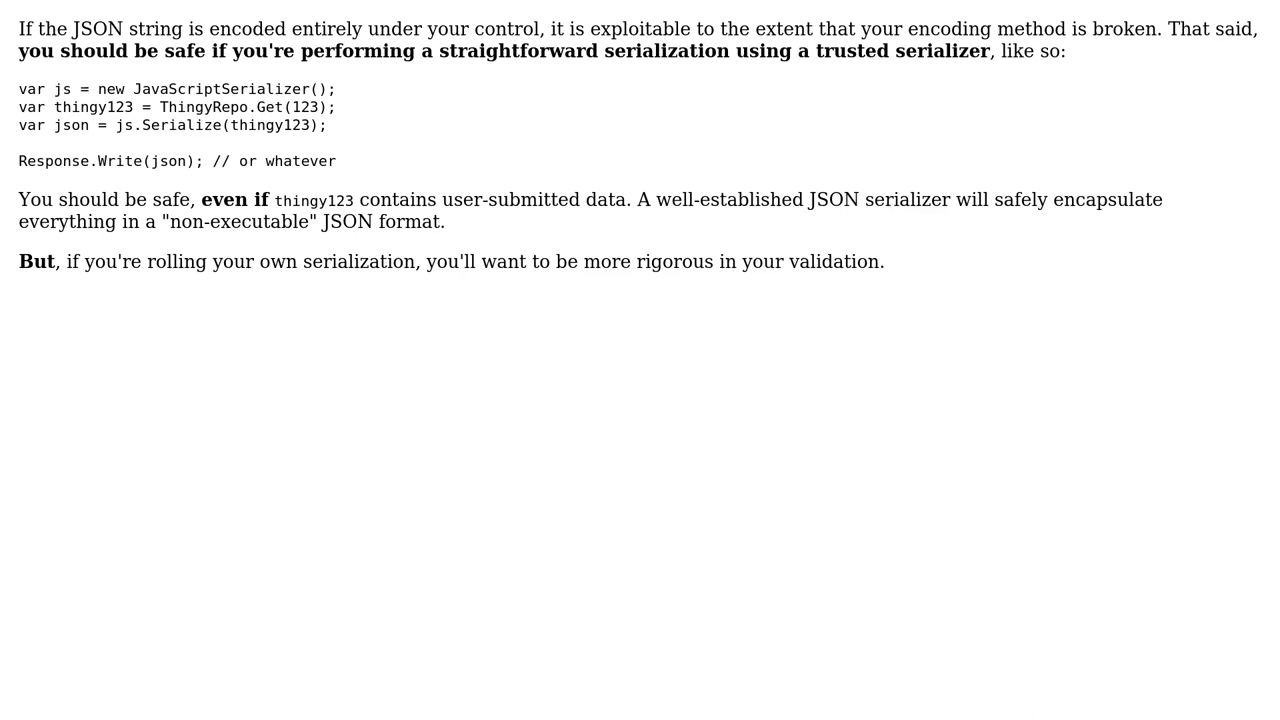 If the JSON string is encoded entirely under your control, it is exploitable to the extent that your encoding method is broken. That said,
you should be safe if you're performing a straightforward serialization using a trusted serializer, like so:
var js = new JavaScriptSerializer();
var thingy123 = ThingyRepo.Get(123);
var json = js.Serialize(thingy123);
Response.Write(json); // or whatever
You should be safe, even if thingy123 contains user-submitted data. A well-established JSON serializer will safely encapsulate
everything in a "non-executable" JSON format.
But, if you're rolling your own serialization, you'll want to be more rigorous in your validation.